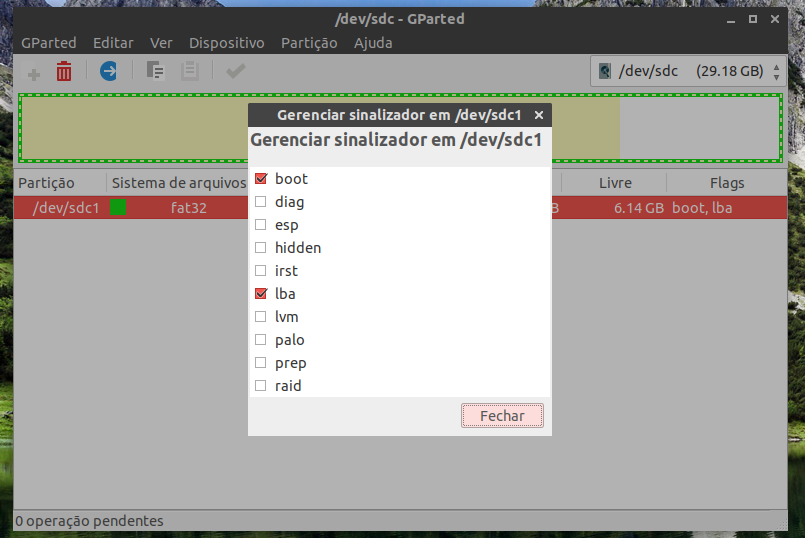 /dev/sdc - GParted
GParted Editar Ver Dispositivo Partição Ajuda
/dev/sdc (29.18 GB)
Gerenciar sinalizador em /dev/sdc1
Gerenciar sinalizador em /dev/sdc1
Partição Sistema de arquivos Livre Flags
/dev/sdc1 fat32 B 6.14 GB boot, lba
boot
diag
esp
hidden
irst
lba
lvm
palo
prep
raid
Fechar
0 operação pendentes